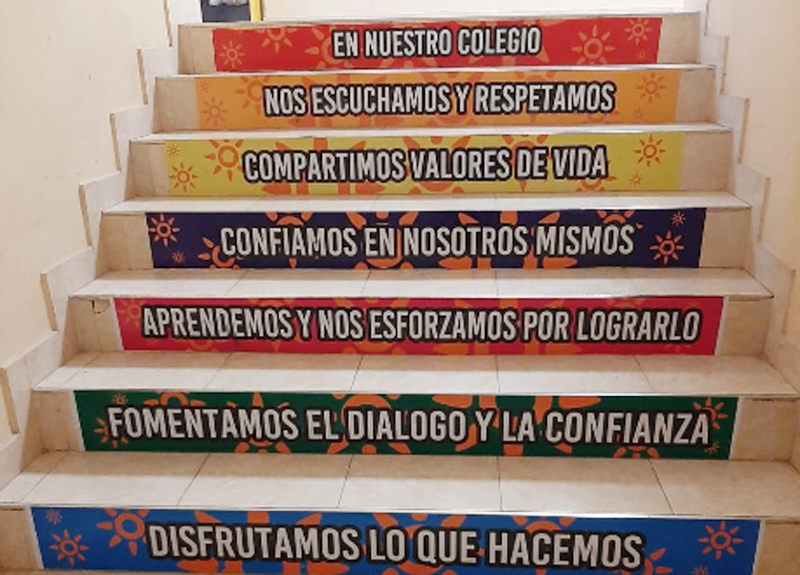 EN NUESTRO COLEGIO
NOS ESCUCHAMOS Y RESPETAMOS
COMPARTIMOS VALORES DE VIDA
CONFIAMOS EN NOSOTROS MISMOS
APRENDEMOS Y NOS ESFORZAMOS POR LOGRARLO
FOMENTAMOS EL DIALOGO Y LA CONFIANZA
DISFRUTAMOS LO QUE HACEMOS